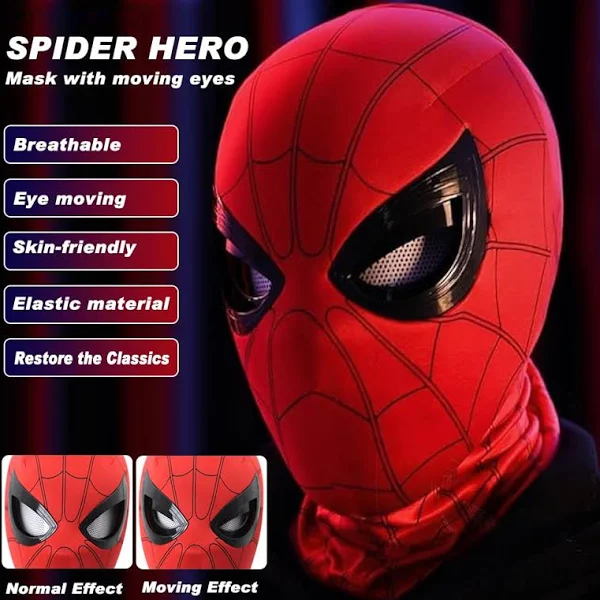 SPIDER HERO
Mask with moving eyes
Breathable
Eye moving
Skin-friendly
Elastic material
Restore the Classics
Normal Effect
Moving Effect